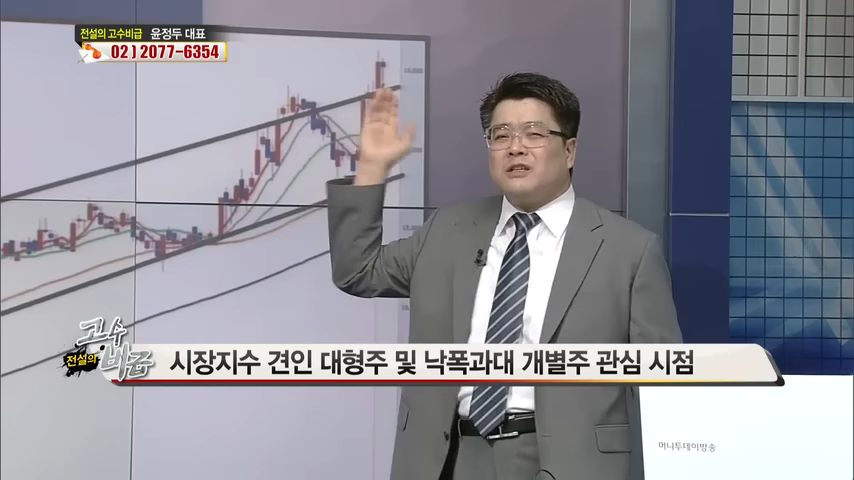 전설의 고수비급 윤정두 대표
02) 2077-6354
고수
전설의 비급
시장지수 견인 대형주 및 낙폭과대 개별주 관심 시점
머니투데이방송